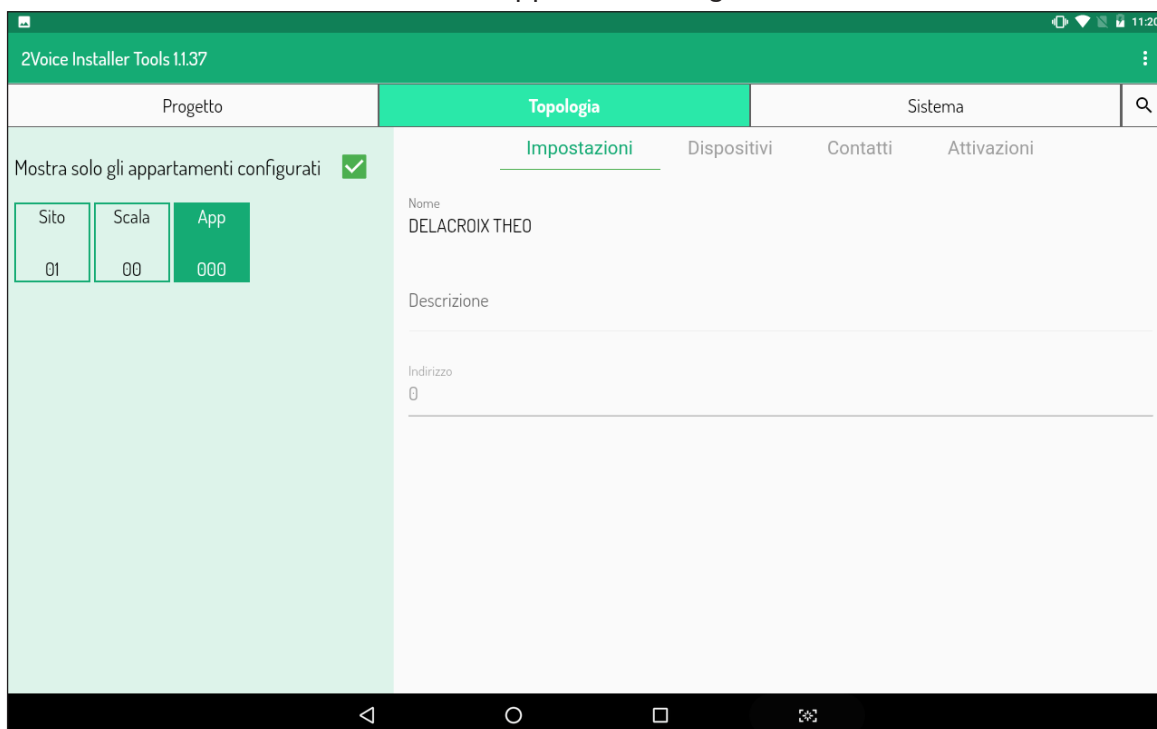 11:20
2Voice Installer Tools 1.1.37
Progetto Topologia Sistema
Mostra solo gli appartamenti configurati
Sito Scala App
01 00 000
Impostazioni Dispositivi Contatti Attivazioni
Nome
DELACROIX THEO
Descrizione
Indirizzo
0